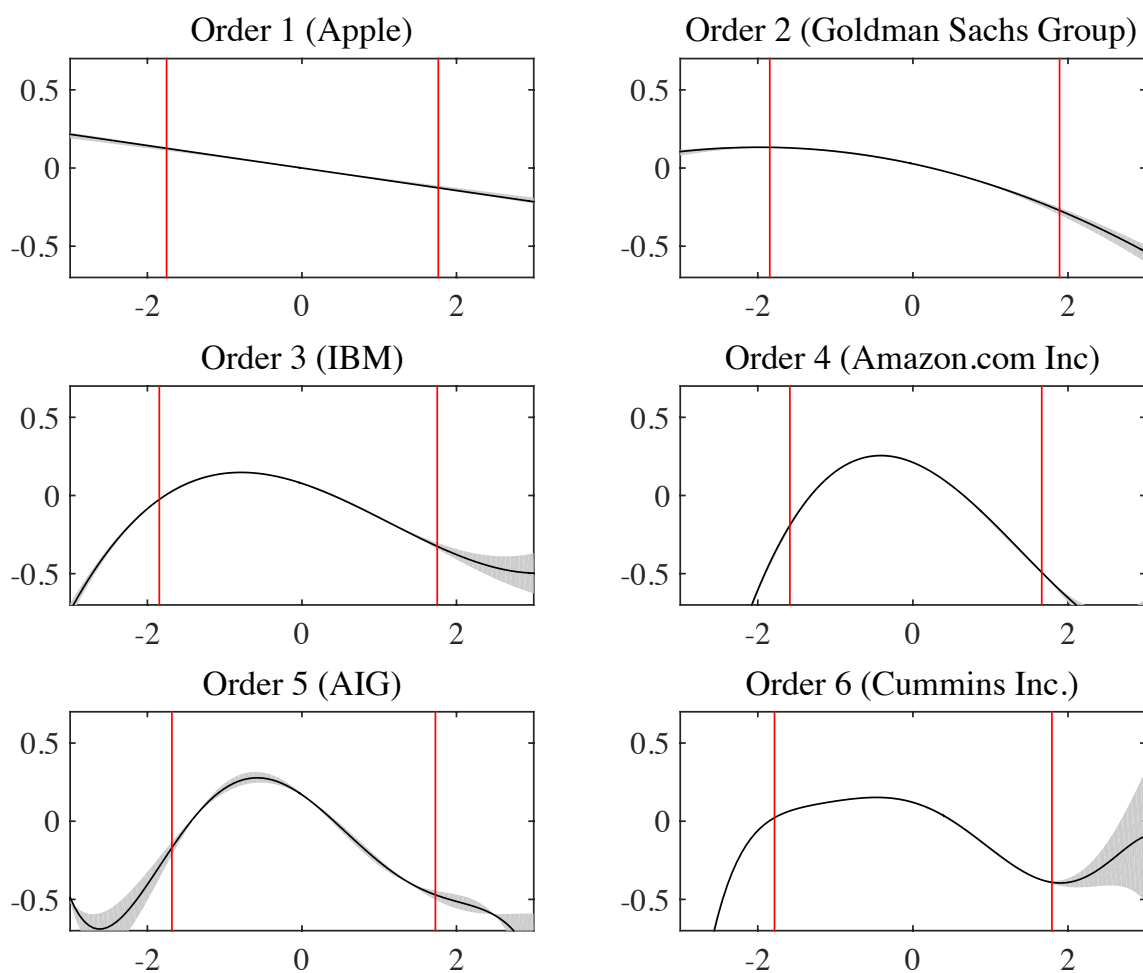 Order 1 (Apple)
0.5
0
-0.5
-2 0 2
Order 2 (Goldman Sachs Group)
0.5
0
-0.5
-2 0 2
Order 3 (IBM)
0.5
0
-0.5
-2 0 2
Order 4 (Amazon.com Inc)
0.5
0
-0.5
-2 0 2
Order 5 (AIG)
0.5
0
-0.5
-2 0 2
Order 6 (Cummins Inc.)
0.5
0
-0.5
-2 0 2